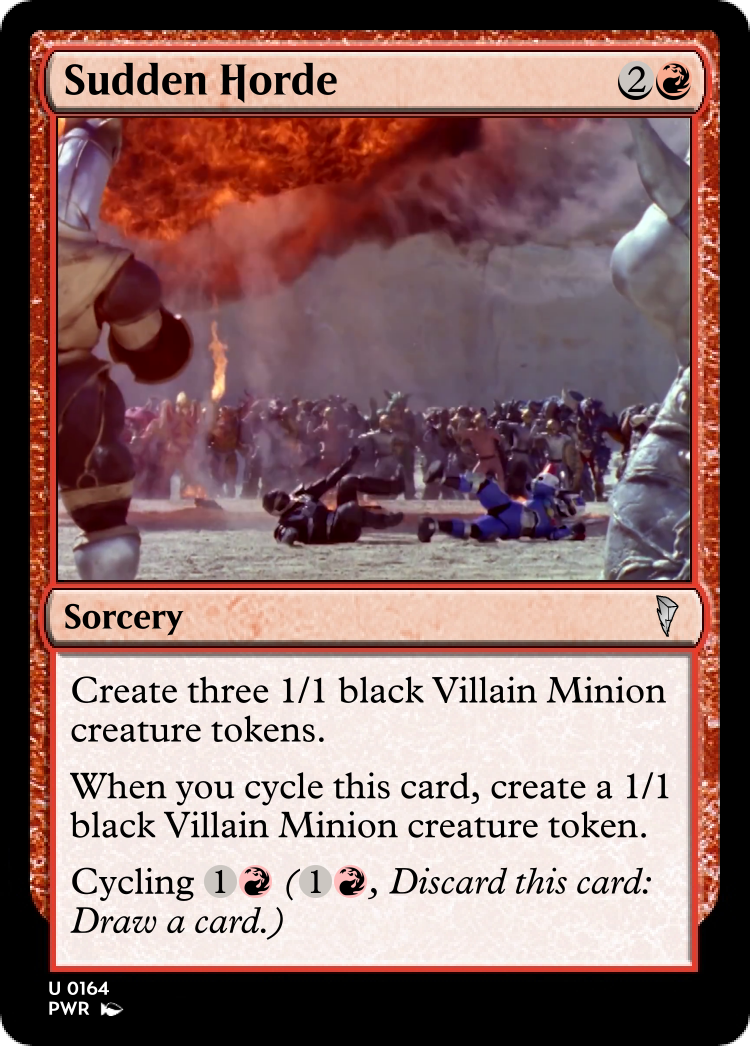 Sudden Horde 2
Sorcery
Create three 1/1 black Villain Minion
creature tokens.
When you cycle this card, create a 1/1
black Villain Minion creature token.
Cycling 1 (1, Discard this card:
Draw a card.)
U 0164
PWR